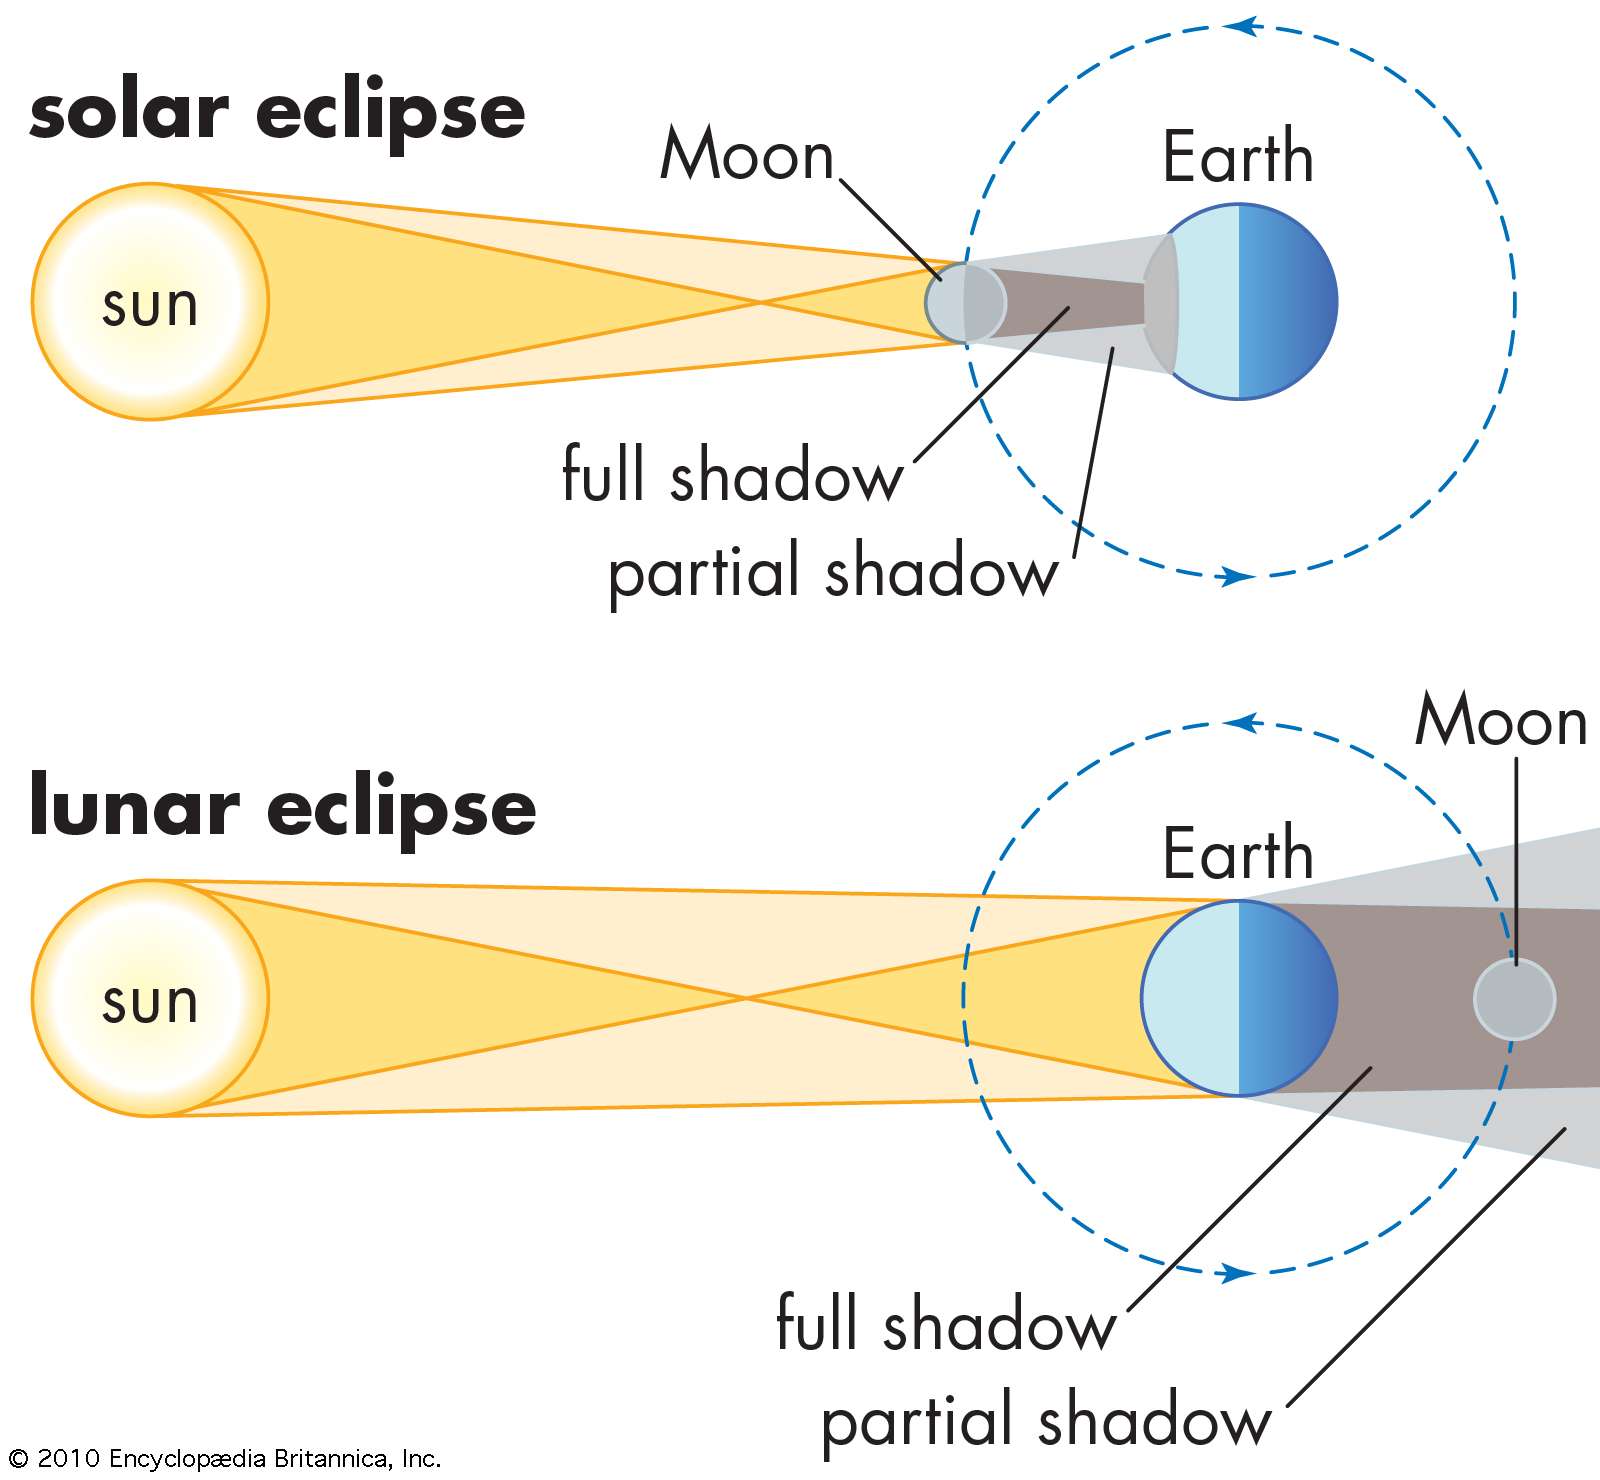 solar eclipse
Moon
Earth
sun
full shadow
partial shadow
Moon
lunar eclipse
Earth
sun
full shadow
partial shadow
© 2010 Encyclopædia Britannica, Inc.